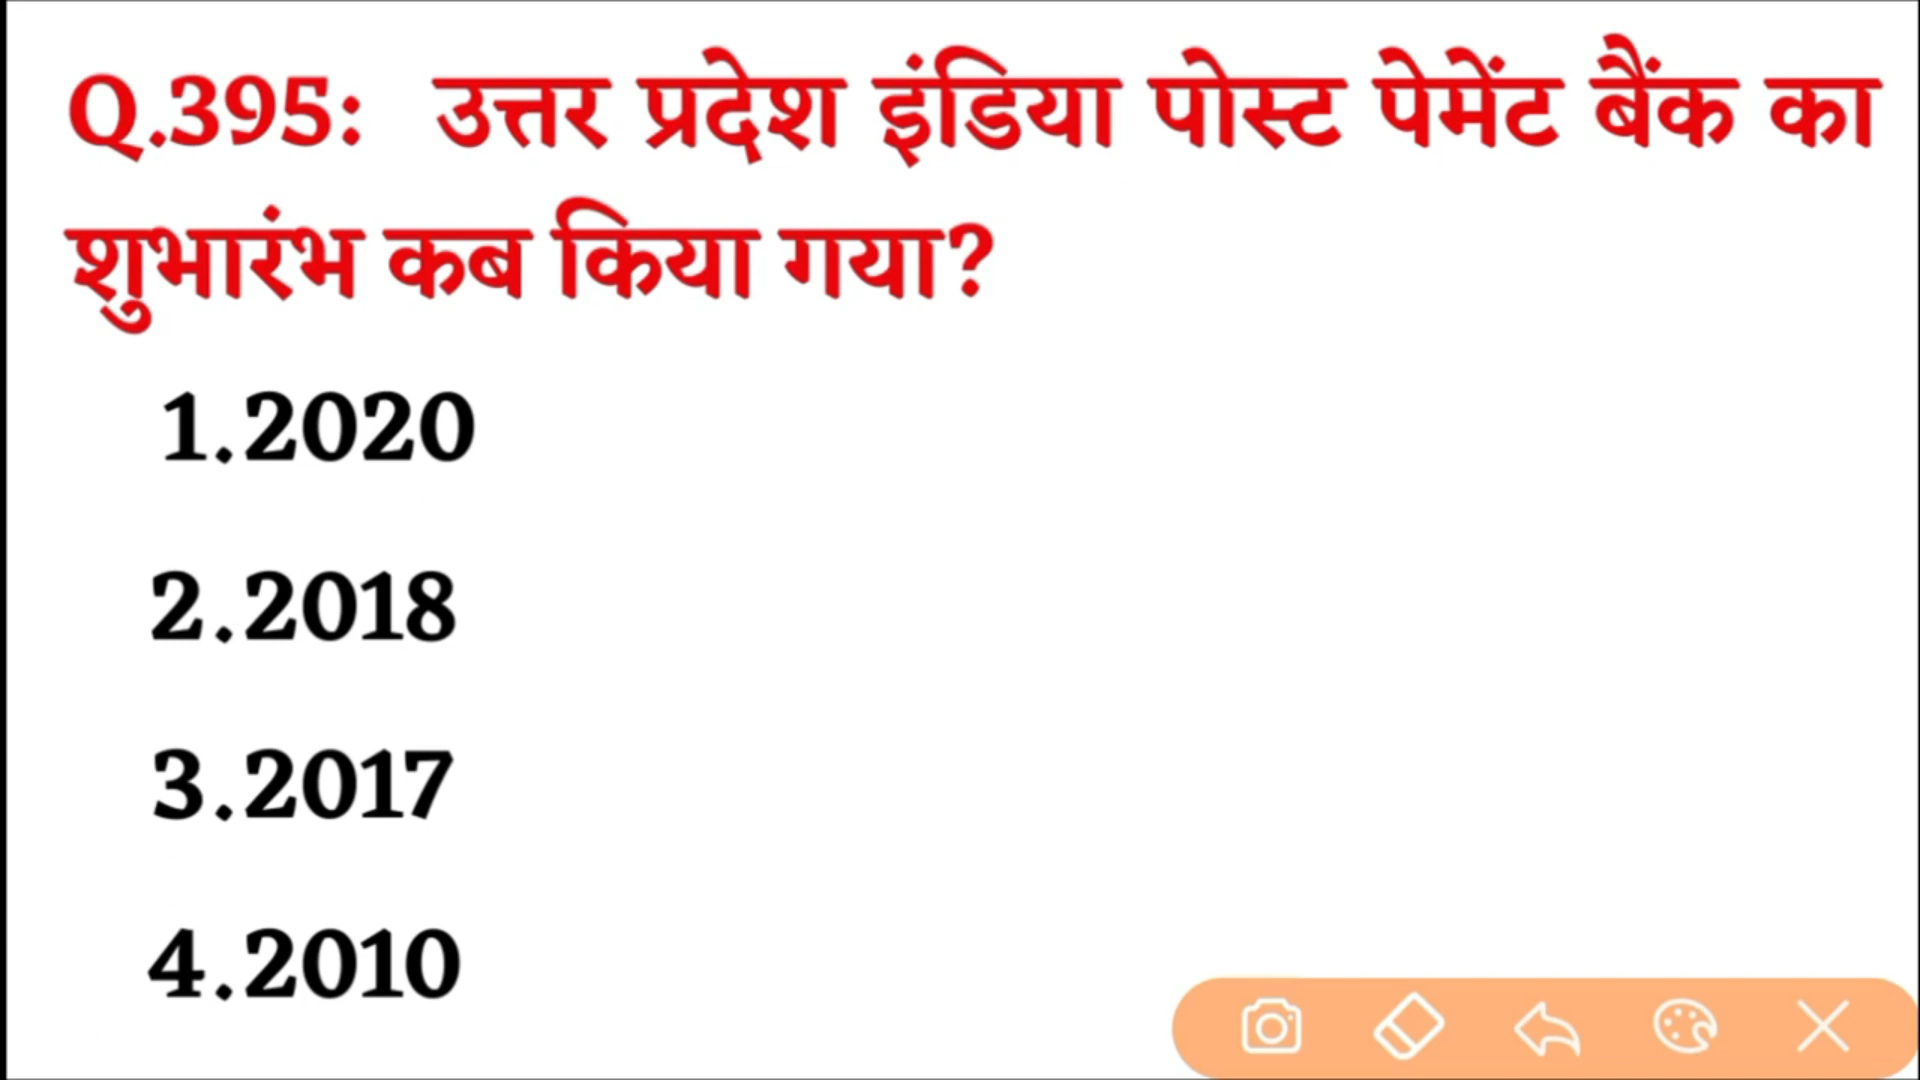 Q.395: उत्तर प्रदेश इंडिया पोस्ट पेमेंट बैंक का
शुभारंभ कब किया गया?
1.2020
2.2018
3.2017
4.2010